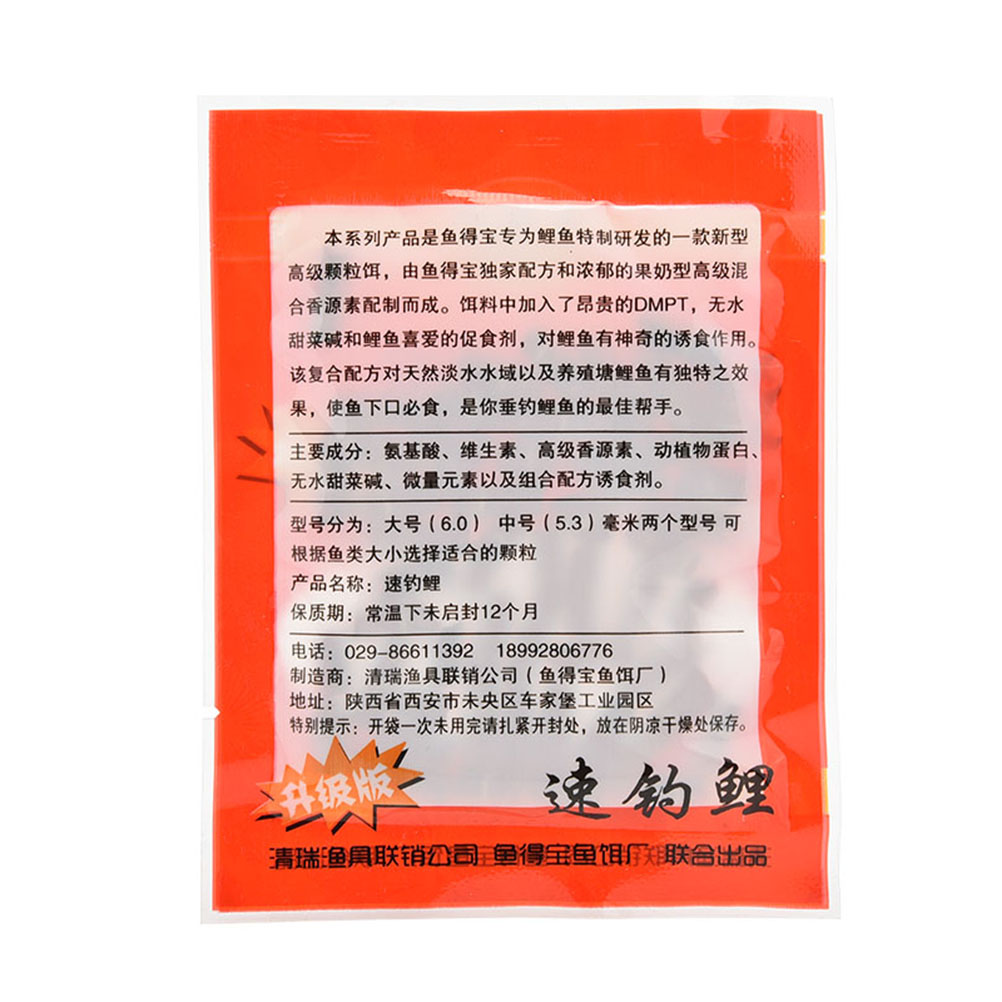 本系列产品是鱼得宝专为鲤鱼特制研发的一款新型
高级颗粒饵，由鱼得宝独家配方和浓郁的果奶型高级混
合香源素配制而成。饵料中加入了昂贵的DMPT，无水
甜菜碱和鲤鱼喜爱的促食剂，对鲤鱼有神奇的诱食作用。
该复合配方对天然淡水水域以及养殖塘鲤鱼有独特之效
果，使鱼下口必食，是你垂钓鲤鱼的最佳帮手。
主要成分：氨基酸、维生素、高级香源素、动植物蛋白、
无水甜菜碱、微量元素以及组合配方诱食剂。
型号分为：大号（6.0） 中号（5.3）毫米两个型号 可
根据鱼类大小选择适合的颗粒
产品名称：速钓鲤
保质期：常温下未启封12个月
电话：029-86611392 18992806776
制造商：清瑞渔具联销公司（鱼得宝鱼饵厂）
地址：陕西省西安市未央区车家堡工业园区
特别提示：开袋一次未用完请扎紧开封处，放在阴凉干燥处保存。
升级版
速钓鲤
清瑞渔具联销公司 鱼得宝鱼饵厂 联合出品